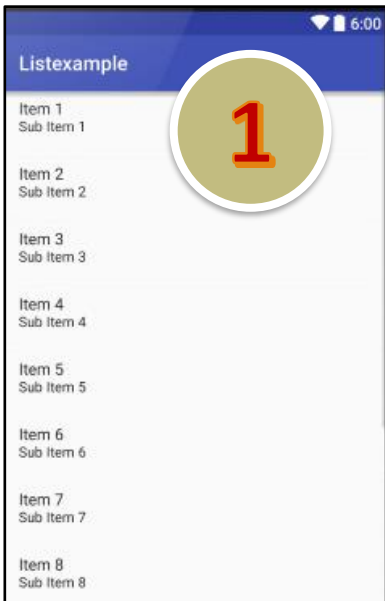 6:00
Listexample
1
Item 1
Sub Item 1
Item 2
Sub Item 2
Item 3
Sub Item 3
Item 4
Sub Item 4
Item 5
Sub Item 5
Item 6
Sub Item 6
Item 7
Sub Item 7
Item 8
Sub Item 8